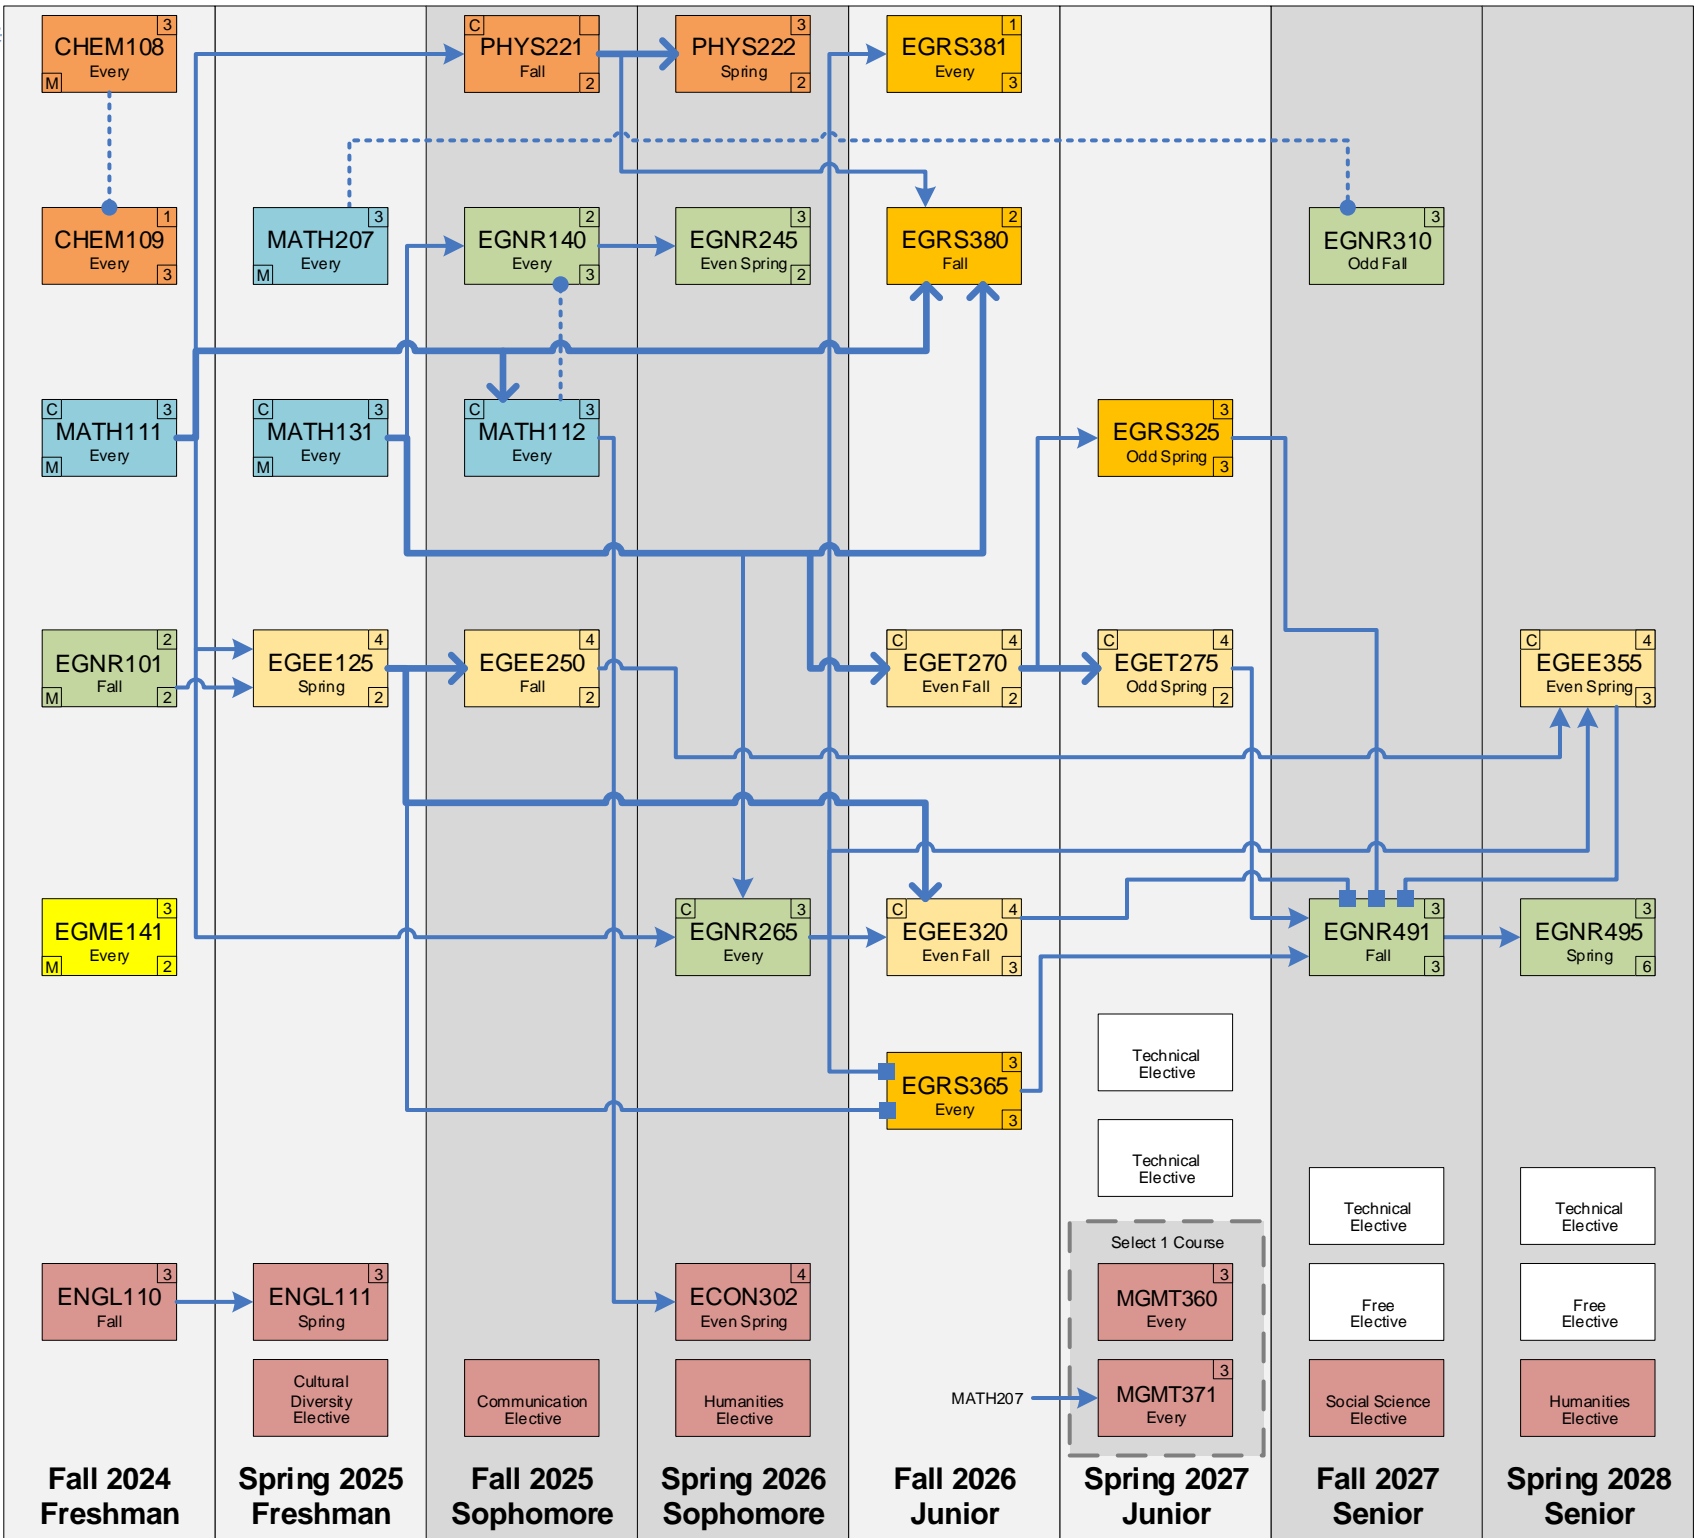 3
CHEM108
Every
M
C
PHYS221
Fall
2
3
PHYS222
Spring
2
1
EGRS381
Every
3
1
CHEM109
Every
3
3
MATH207
Every
M
2
EGNR140
Every
3
3
EGNR245
Even Spring
2
2
EGRS380
Fall
3
EGNR310
Odd Fall
C 3
MATH111
Every
M
C 3
MATH131
Every
M
C 3
MATH112
Every
3
EGRS325
Odd Spring
3
2
EGNR101
Fall
M 2
4
EGEE125
Spring
2
4
EGEE250
Fall
2
C 4
EGET270
Even Fall
2
C 4
EGET275
Odd Spring
2
C 4
EGEE355
Even Spring
3
3
EGME141
Every
M 2
C 3
EGNR265
Every
C 4
EGEE320
Even Fall
3
3
EGNR491
Fall
3
3
EGNR495
Spring
6
3
EGRS365
Every
3
Technical
Elective
Technical
Elective
Technical
Elective
Technical
Elective
Select 1 Course
3
ENGL110
Fall
3
ENGL111
Spring
4
ECON302
Even Spring
3
MGMT360
Every
Free
Elective
Free
Elective
Cultural
Diversity
Elective
Communication
Elective
Humanities
Elective
MATH207
3
MGMT371
Every
Social Science
Elective
Humanities
Elective
Fall 2024
Freshman
Spring 2025
Freshman
Fall 2025
Sophomore
Spring 2026
Sophomore
Fall 2026
Junior
Spring 2027
Junior
Fall 2027
Senior
Spring 2028
Senior